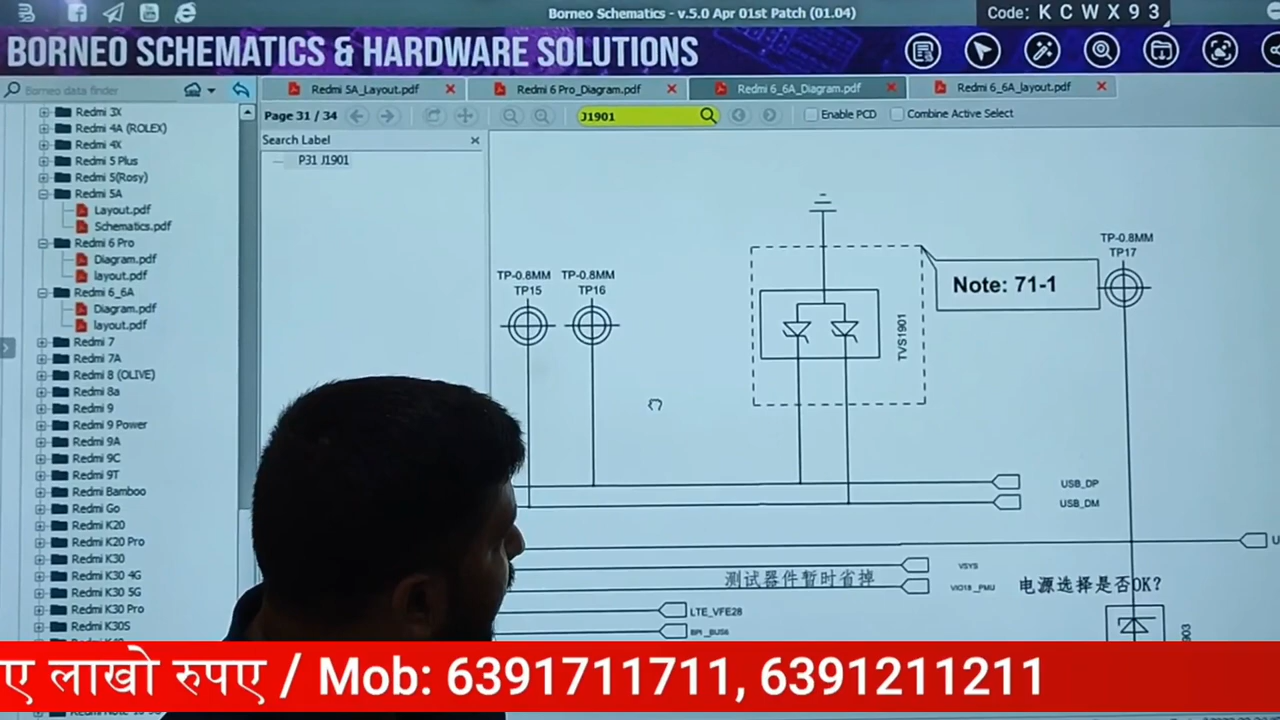 Borneo Schematics - v.5.0 Apr 01st Patch (01.04)
Code: K C W X 9 3
BORNEO SCHEMATICS & HARDWARE SOLUTIONS
Borneo data finder
Redmi 5A_Layout.pdf
Redmi 6 Pro_Diagram.pdf
Redmi 6_6A_Diagram.pdf
Redmi 6_6A_layout.pdf
Page 31 / 34
J1901
Enable PCD
Combine Active Select
Search Label
P31 J1901
Redmi 3X
Redmi 4A (ROLEX)
Redmi 4X
Redmi 5 Plus
Redmi 5(Rosy)
Redmi 5A
Layout.pdf
Schematics.pdf
Redmi 6 Pro
Diagram.pdf
layout.pdf
Redmi 6_6A
Diagram.pdf
layout.pdf
Redmi 7
Redmi 7A
Redmi 8 (OLIVE)
Redmi 8a
Redmi 9
Redmi 9 Power
Redmi 9A
Redmi 9C
Redmi 9T
Redmi Bamboo
Redmi Go
Redmi K20
Redmi K20 Pro
Redmi K30
Redmi K30 4G
Redmi K30 5G
Redmi K30 Pro
Redmi K30S
TP-0.8MM TP-0.8MM
TP15 TP16
TVS1901
Note: 71-1
TP-0.8MM
TP17
USB_DP
USB_DM
VSYS
测试器件暂时省掉
VIO18_PMU
电源选择是否OK?
LTE_VFE28
BPI_BUS6
ए लाखो रुपए / Mob: 6391711711, 6391211211